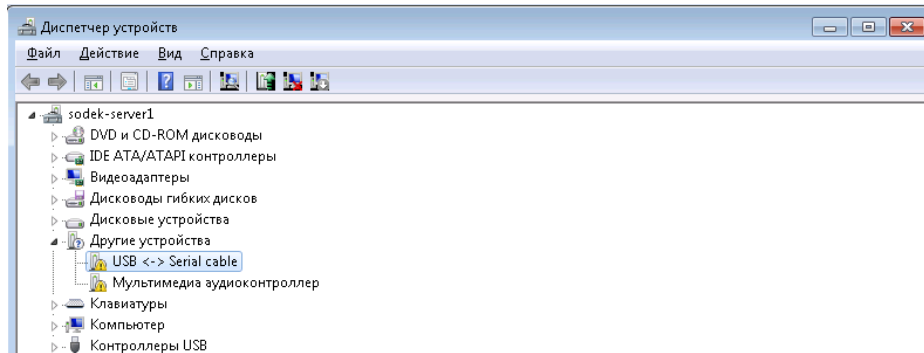 Диспетчер устройств
Файл Действие Вид Справка
sodek-server1
DVD и CD-ROM дисководы
IDE ATA/ATAPI контроллеры
Видеоадаптеры
Дисководы гибких дисков
Дисковые устройства
Другие устройства
USB <-> Serial cable
Мультимедиа аудиоконтроллер
Клавиатуры
Компьютер
Контроллеры USB